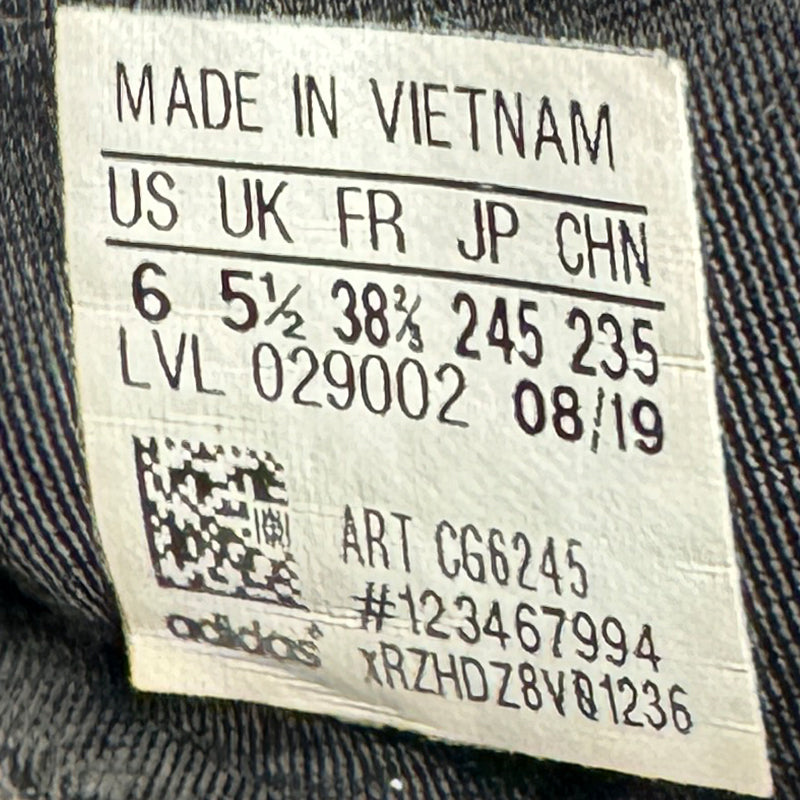 MADE IN VIETNAM
US UK FR JP CHN
6 5½ 38⅔ 245 235
LVL 029002 08/19
ART CG6245
#123467994
adidas